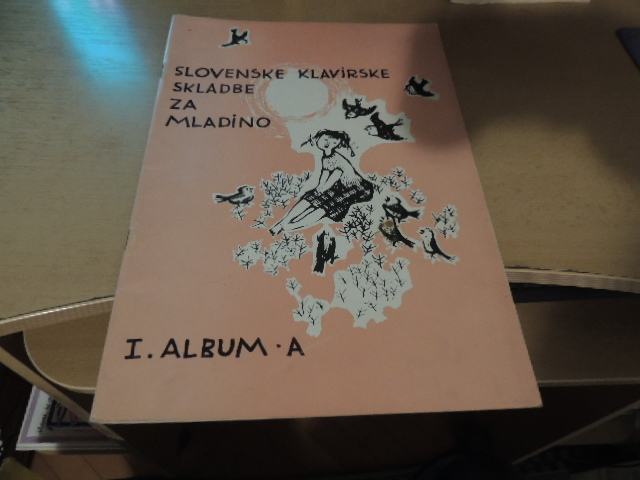 SLOVENSKE KLAVIRSKE
SKLADBE
ZA
MLADINO
I. ALBUM · A